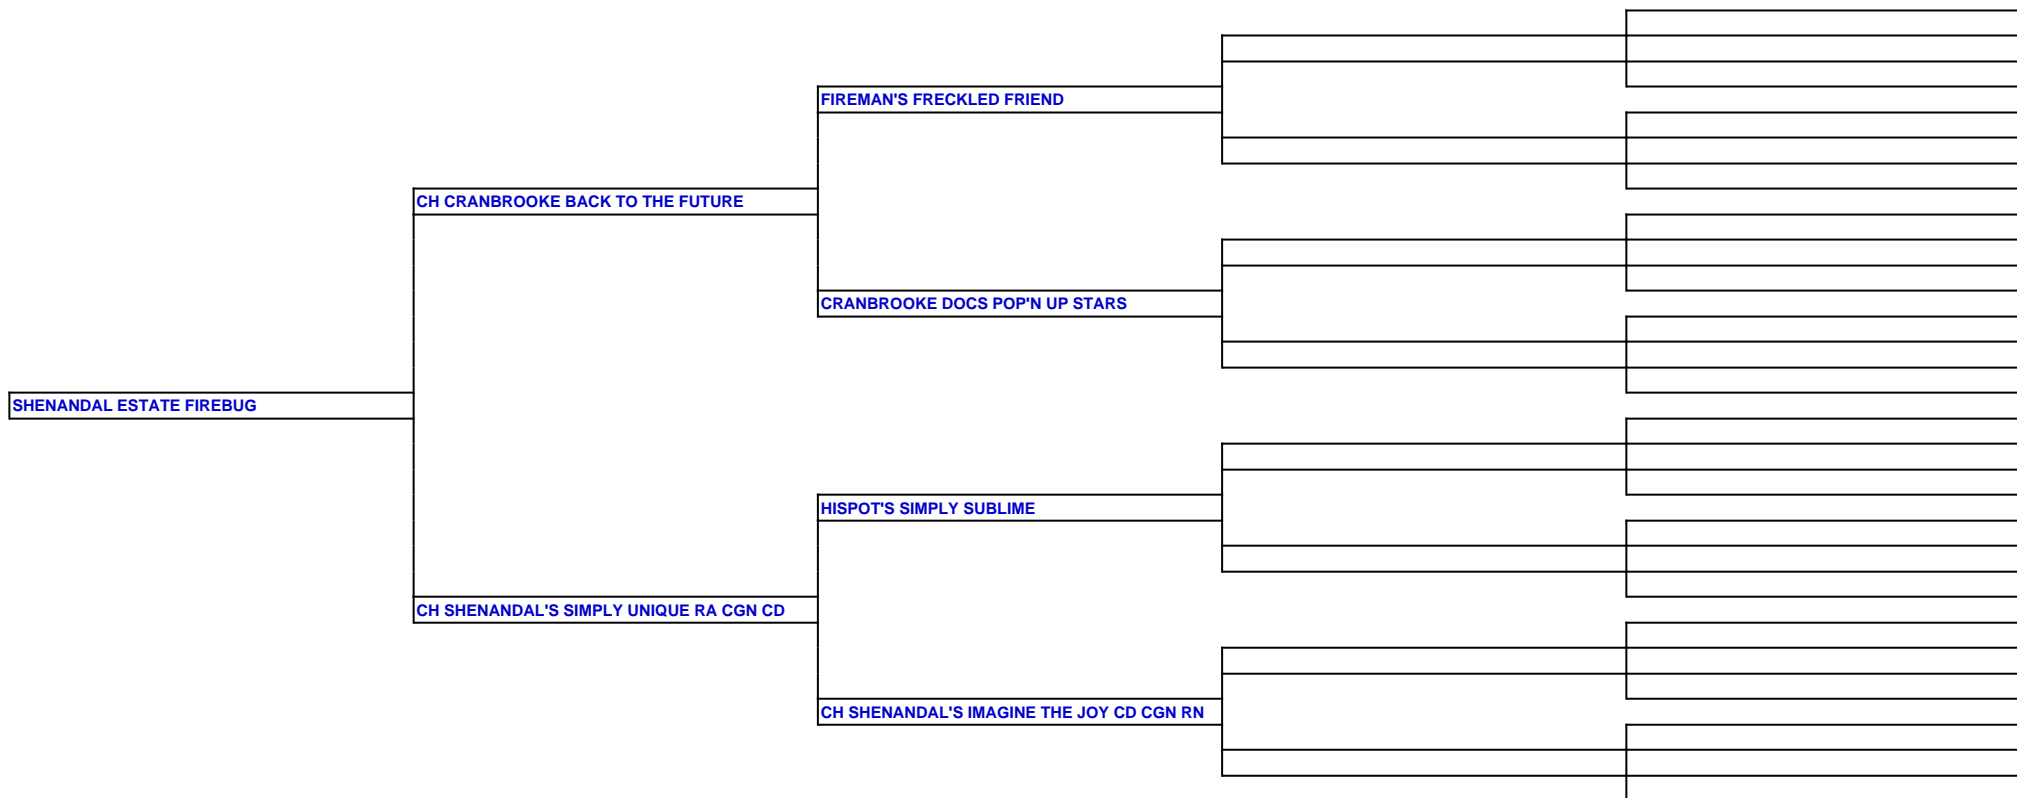 FIREMAN'S FRECKLED FRIEND
CH CRANBROOKE BACK TO THE FUTURE
CRANBROOKE DOCS POP'N UP STARS
SHENANDAL ESTATE FIREBUG
HISPOT'S SIMPLY SUBLIME
CH SHENANDAL'S SIMPLY UNIQUE RA CGN CD
CH SHENANDAL'S IMAGINE THE JOY CD CGN RN